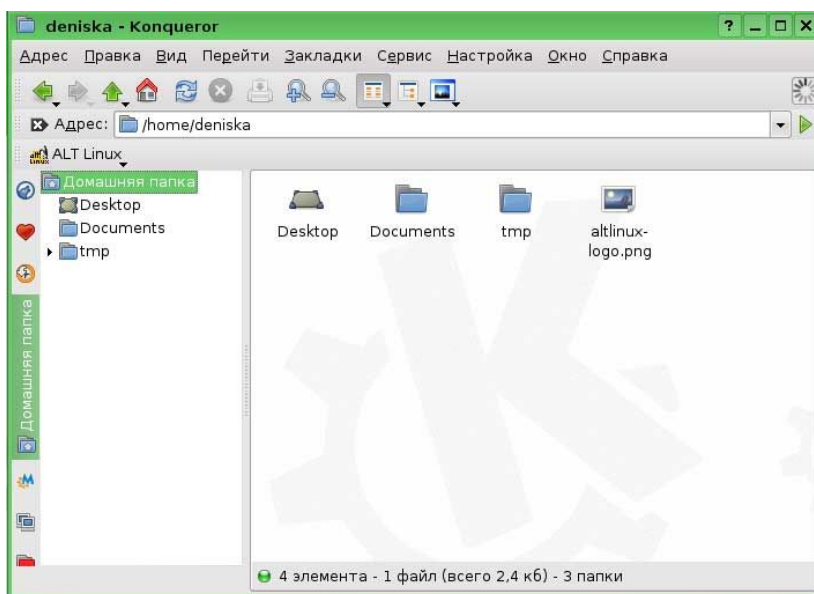 deniska - Konqueror
Адрес Правка Вид Перейти Закладки Сервис Настройка Окно Справка
Адрес: /home/deniska
ALT Linux
Домашняя папка
Desktop
Documents
tmp
Домашняя папка
Desktop Documents tmp altlinux-
logo.png
4 элемента - 1 файл (всего 2,4 кб) - 3 папки